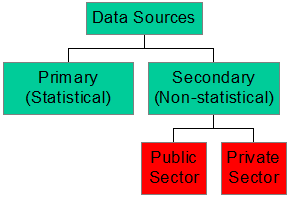 Data Sources
Primary
(Statistical)
Secondary
(Non-statistical)
Public
Sector
Private
Sector